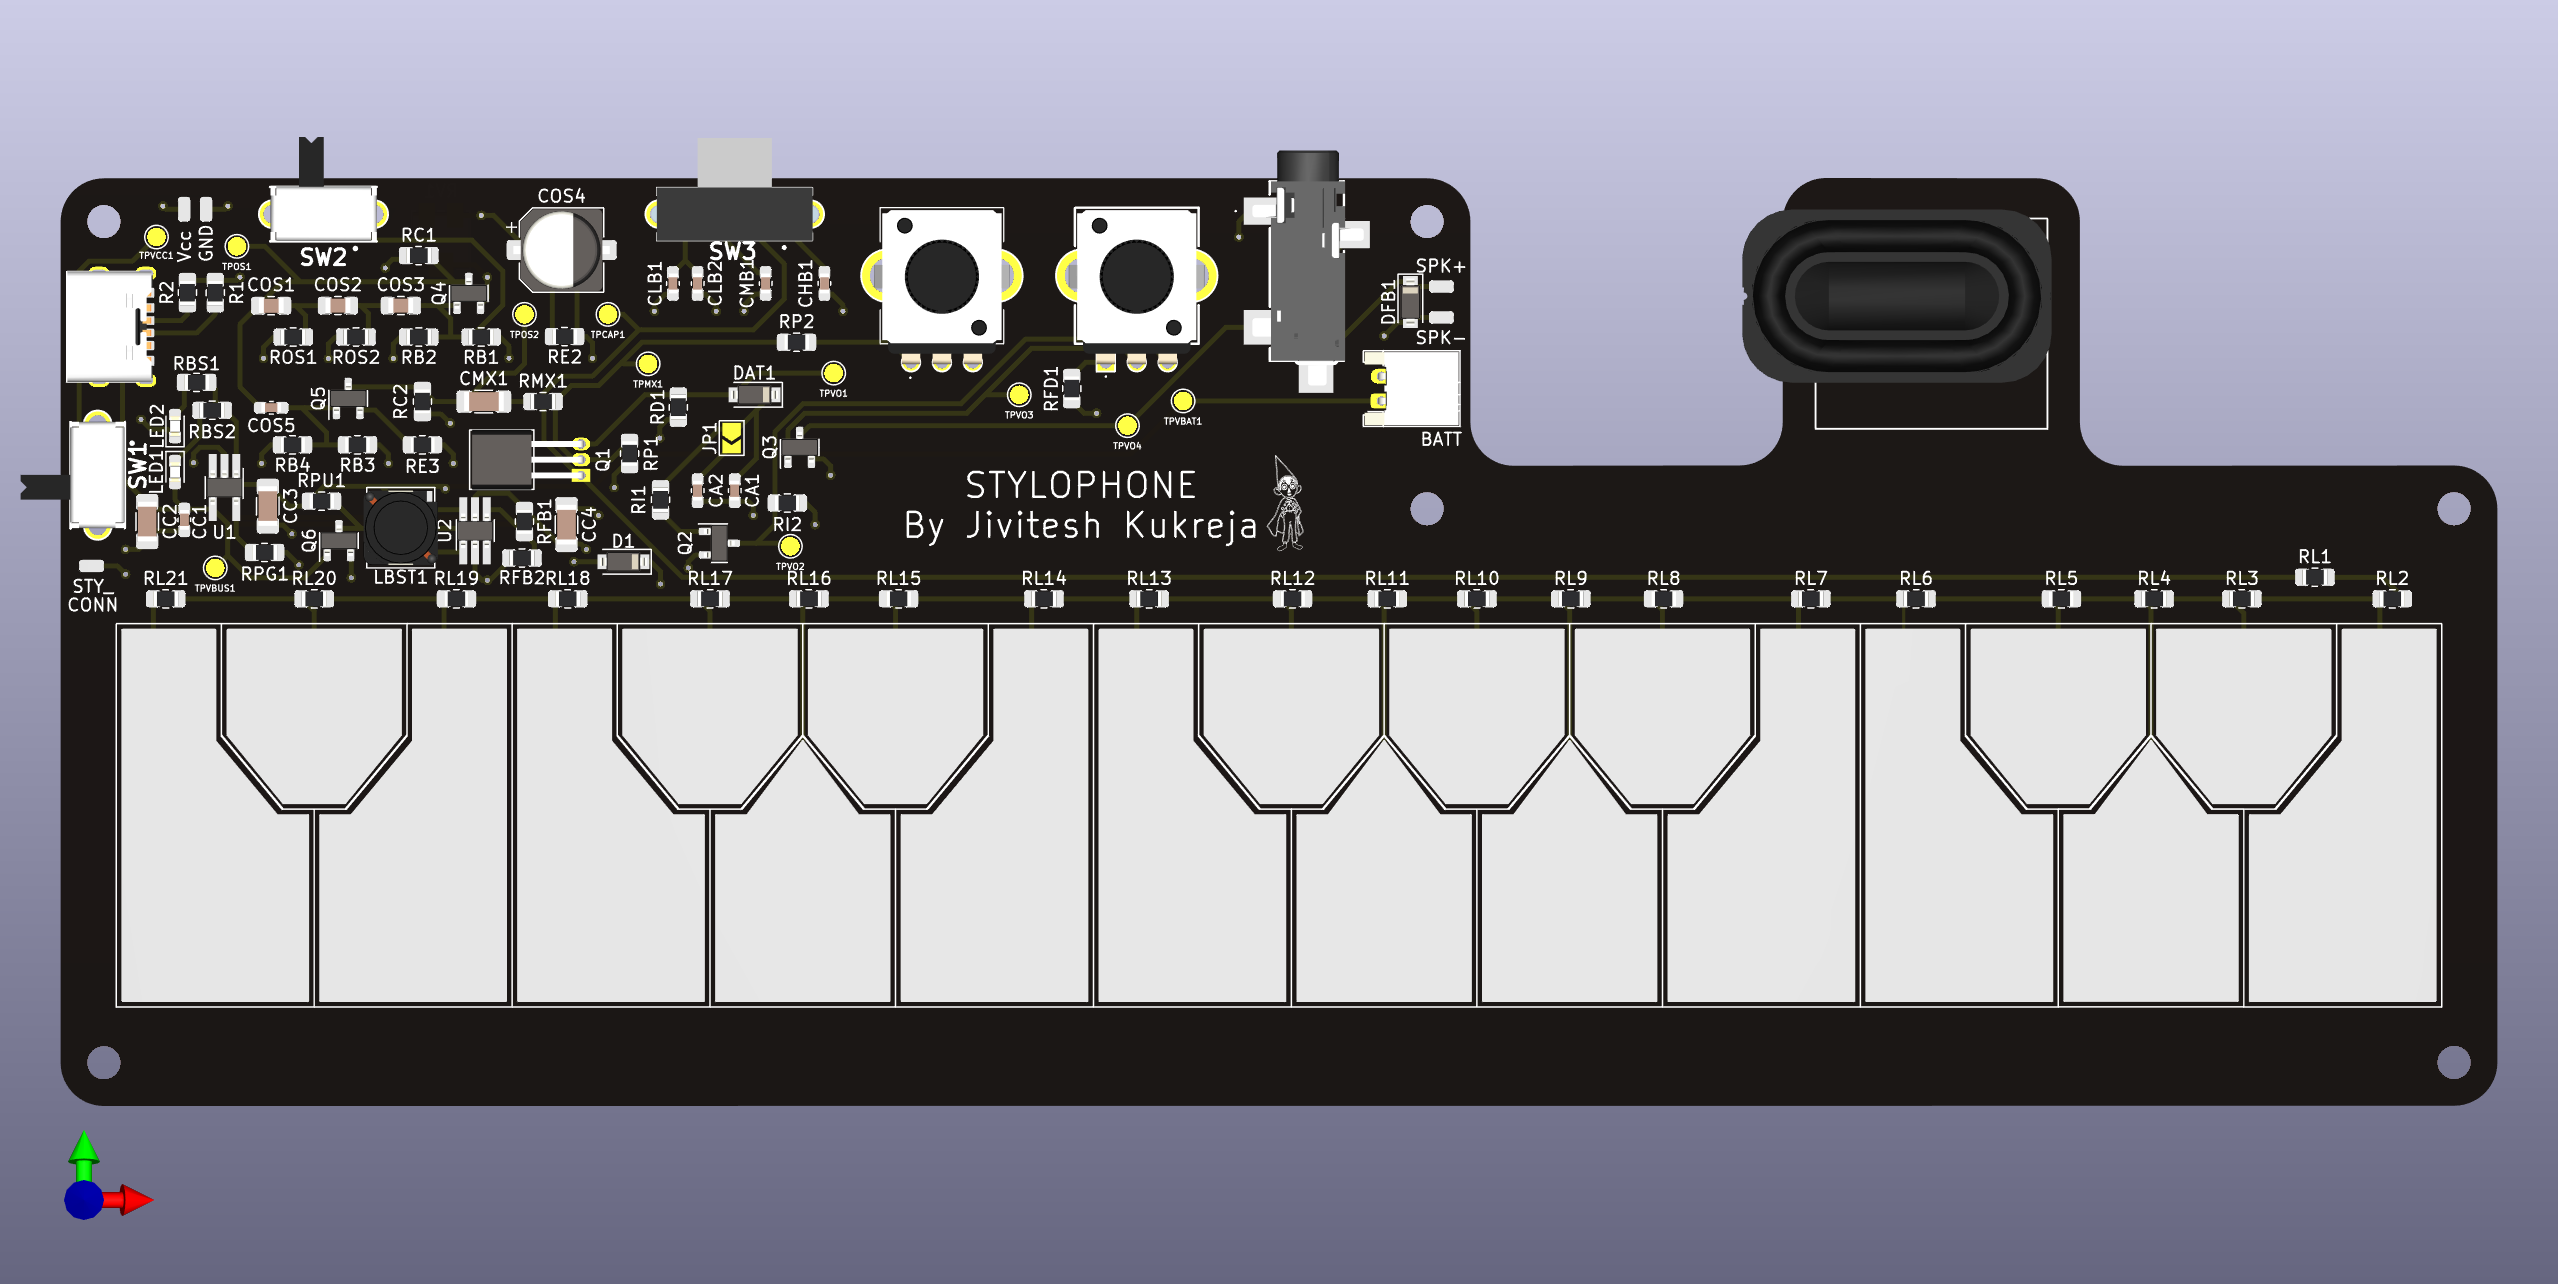 COS4
Vcc
GND
TPVCC1
TPOS1
SW2
RC1
SW3
R2
R1
COS1
COS2
COS3
Q4
CLB1
CLB2
CMB1
CHB1
TPOS2
TPCAP1
RP2
SPK+
DFB1
SPK-
ROS1
ROS2
RB2
RB1
RE2
RBS1
CMX1
RMX1
TPMX1
DAT1
TPVO1
RFD1
TPVO3
TPVBAT1
TPVO4
BATT
LED2
LED1
RBS2
COS5
Q5
RC2
RD1
JP1
Q3
SW1
RB4
RB3
RE3
Q1
RP1
RPU1
CC2
CC1
U1
CC3
Q6
LBST1
U2
RFB1
CC4
RI1
CA2
CA1
RI2
STYLOPHONE
By Jivitesh Kukreja
D1
Q2
TPVO2
RPG1
RFB2
TPVBUS1
STY_
CONN
RL21
RL20
RL19
RL18
RL17
RL16
RL15
RL14
RL13
RL12
RL11
RL10
RL9
RL8
RL7
RL6
RL5
RL4
RL3
RL1
RL2